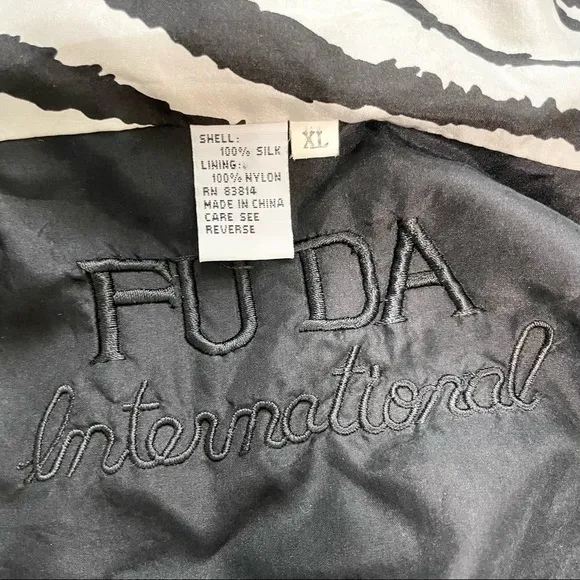 SHELL:
100% SILK
LINING:
100% NYLON
RN 83814
MADE IN CHINA
CARE SEE
REVERSE
XL
FU DA
International